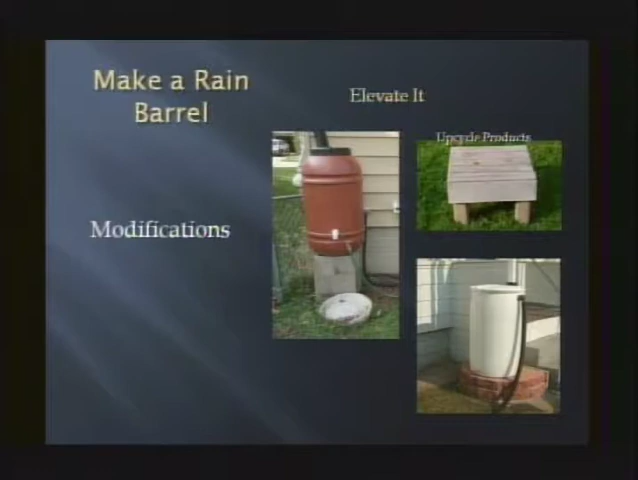 Make a Rain
Barrel
Elevate It
Upcycle Products
Modifications